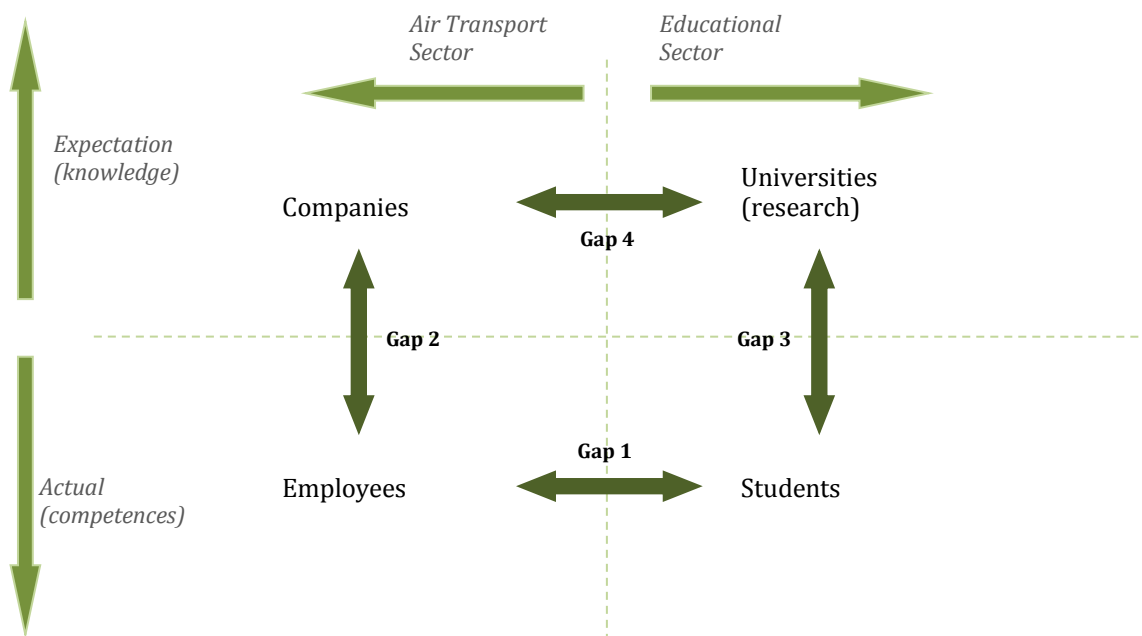 Air Transport
Sector
Educational
Sector
Expectation
(knowledge)
Companies
Universities
(research)
Gap 4
Gap 2
Gap 3
Gap 1
Actual
(competences)
Employees
Students